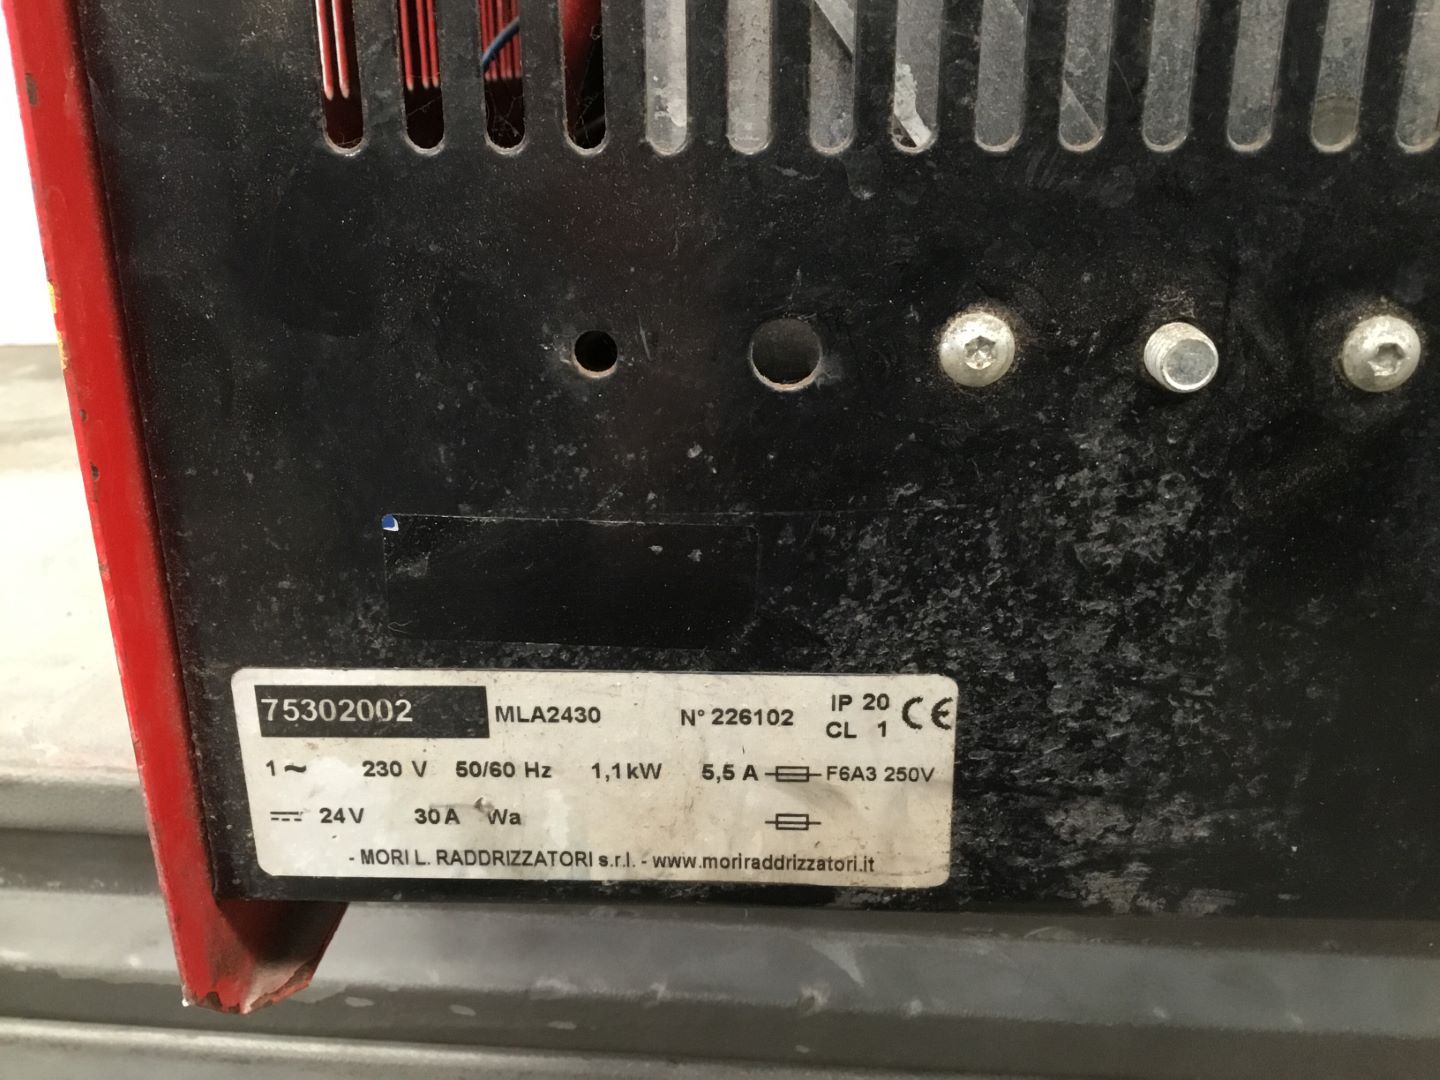 75302002 MLA2430 N° 226102 IP 20 CE
CL 1
1~ 230 V 50/60 Hz 1,1kW 5,5 A F6A3 250V
24V 30A Wa
- MORI L. RADDRIZZATORI s.r.l. - www.moriraddrizzatori.it